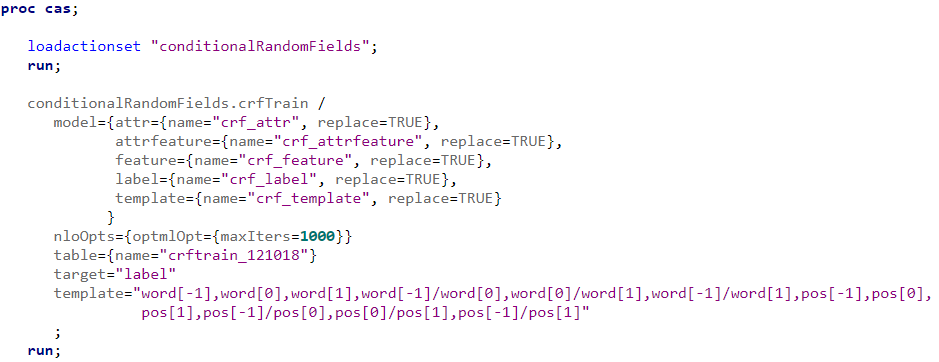 proc cas;
loadactionset "conditionalRandomFields";
run;
conditionalRandomFields.crfTrain /
model={attr={name="crf_attr", replace=TRUE},
attrfeature={name="crf_attrfeature", replace=TRUE},
feature={name="crf_feature", replace=TRUE},
label={name="crf_label", replace=TRUE},
template={name="crf_template", replace=TRUE}
}
nloOpts={optmlOpt={maxIters=1000}}
table={name="crftrain_121018"}
target="label"
template="word[-1],word[0],word[1],word[-1]/word[0],word[0]/word[1],word[-1]/word[1],pos[-1],pos[0],
pos[1],pos[-1]/pos[0],pos[0]/pos[1],pos[-1]/pos[1]"
;
run;